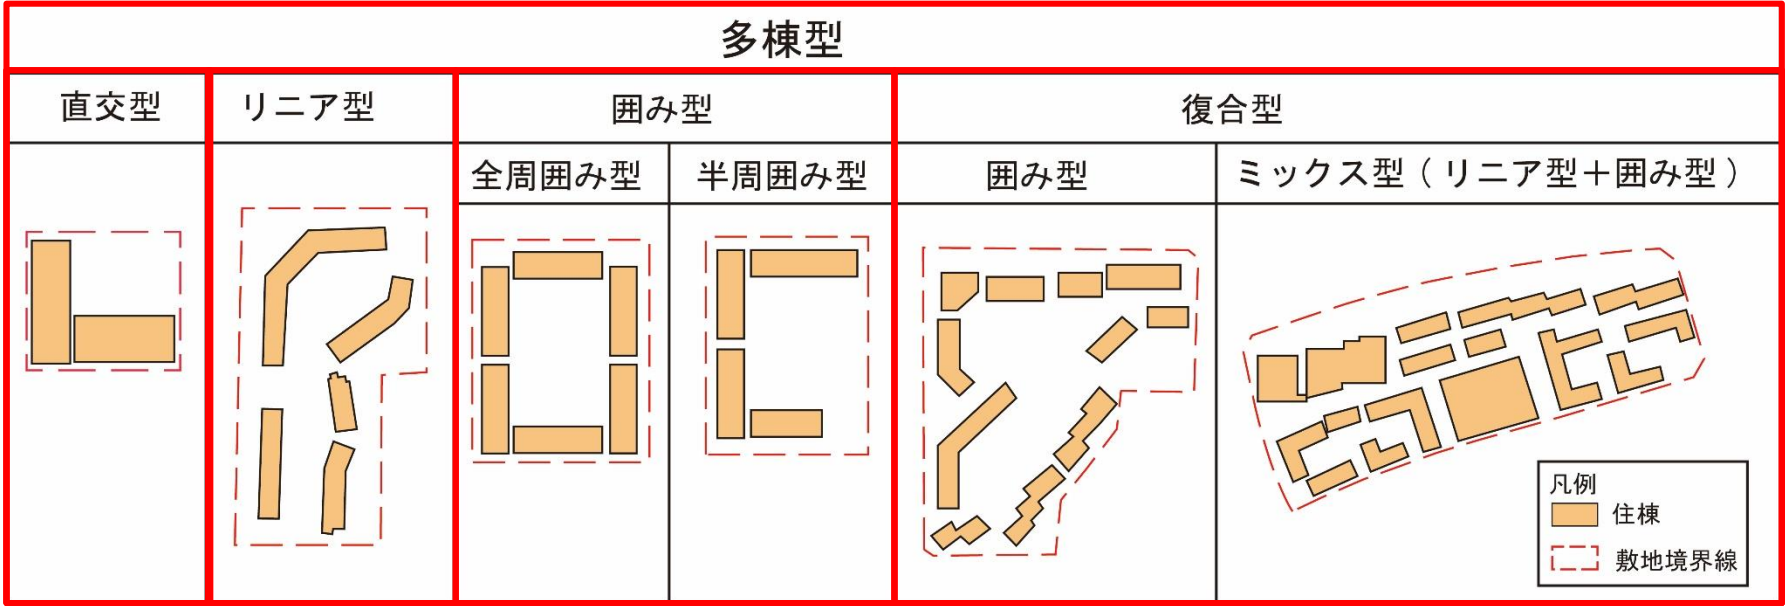 多棟型
直交型
リニア型
囲み型
復合型
全周囲み型
半周囲み型
囲み型
ミックス型（リニア型＋囲み型）
凡例
住棟
敷地境界線